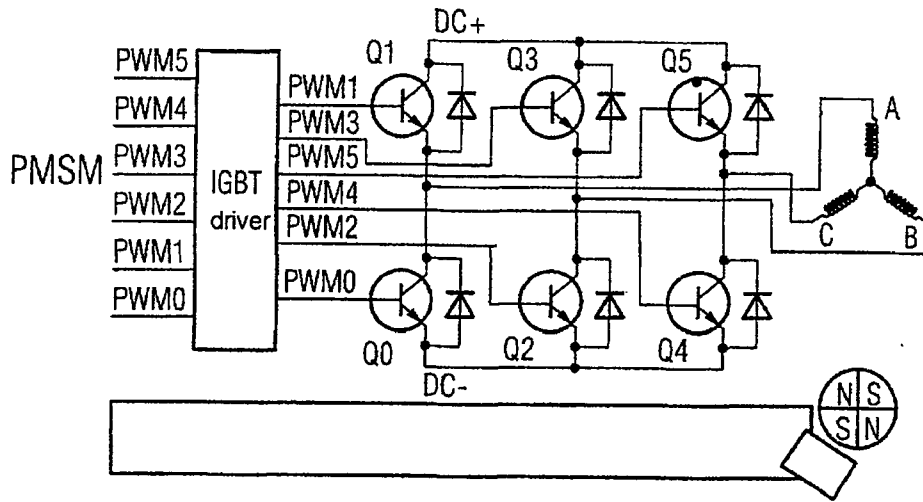 DC+
Q1
Q3
Q5
PWM5
PWM4
PWM3
PWM2
PWM1
PWM0
PMSM
IGBT
driver
PWM1
PWM3
PWM5
PWM4
PWM2
PWM0
A
C
B
Q0
Q2
Q4
DC-
N S
S N